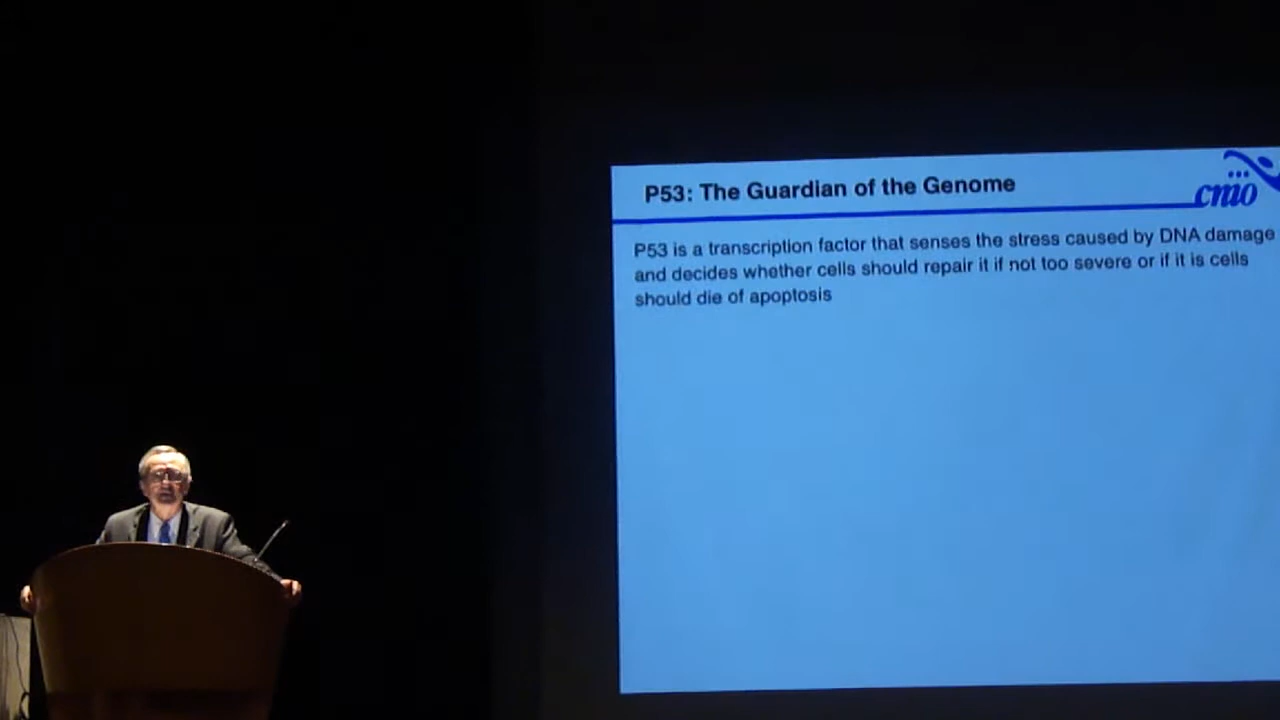 P53: The Guardian of the Genome
cmo
P53 is a transcription factor that senses the stress caused by DNA damage
and decides whether cells should repair it if not too severe or if it is cells
should die of apoptosis